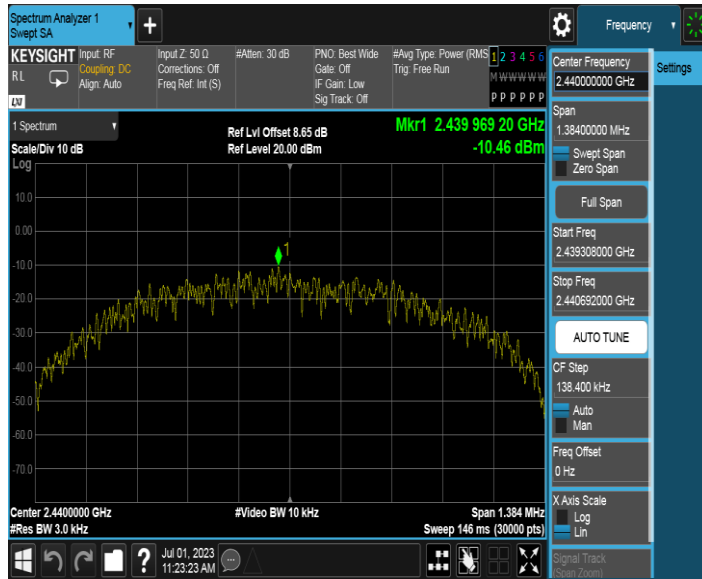 Spectrum Analyzer 1
Swept SA
+
Frequency
KEYSIGHT
RL
LXI
Input: RF
Coupling: DC
Align: Auto
Input Z: 50 Ω
Corrections: Off
Freq Ref: Int (S)
#Atten: 30 dB
PNO: Best Wide
Gate: Off
IF Gain: Low
Sig Track: Off
#Avg Type: Power (RMS
Trig: Free Run
1 2 3 4 5 6
M W W W W W
P P P P P P
1 Spectrum
Scale/Div 10 dB
Ref Lvl Offset 8.65 dB
Ref Level 20.00 dBm
Mkr1 2.439 969 20 GHz
-10.46 dBm
Log
10.0
0.00
-10.0
-20.0
-30.0
-40.0
-50.0
-60.0
-70.0
1
Center 2.4400000 GHz
#Res BW 3.0 kHz
#Video BW 10 kHz
Span 1.384 MHz
Sweep 146 ms (30000 pts)
?
Jul 01, 2023
11:23:23 AM
Center Frequency
2.440000000 GHz
Span
1.38400000 MHz
Swept Span
Zero Span
Full Span
Start Freq
2.439308000 GHz
Stop Freq
2.440692000 GHz
AUTO TUNE
CF Step
138.400 kHz
Auto
Man
Freq Offset
0 Hz
X Axis Scale
Log
Lin
Signal Track
(Span Zoom)
Settings